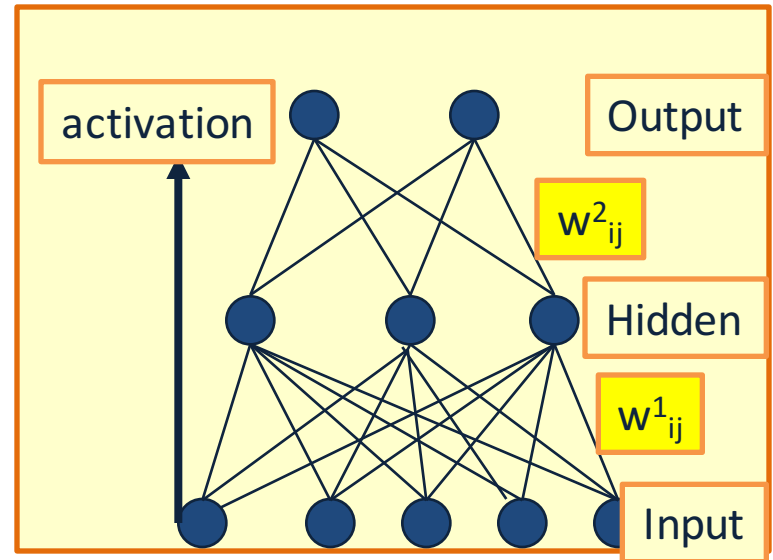 activation
Output
w²ᵢⱼ
Hidden
w¹ᵢⱼ
Input